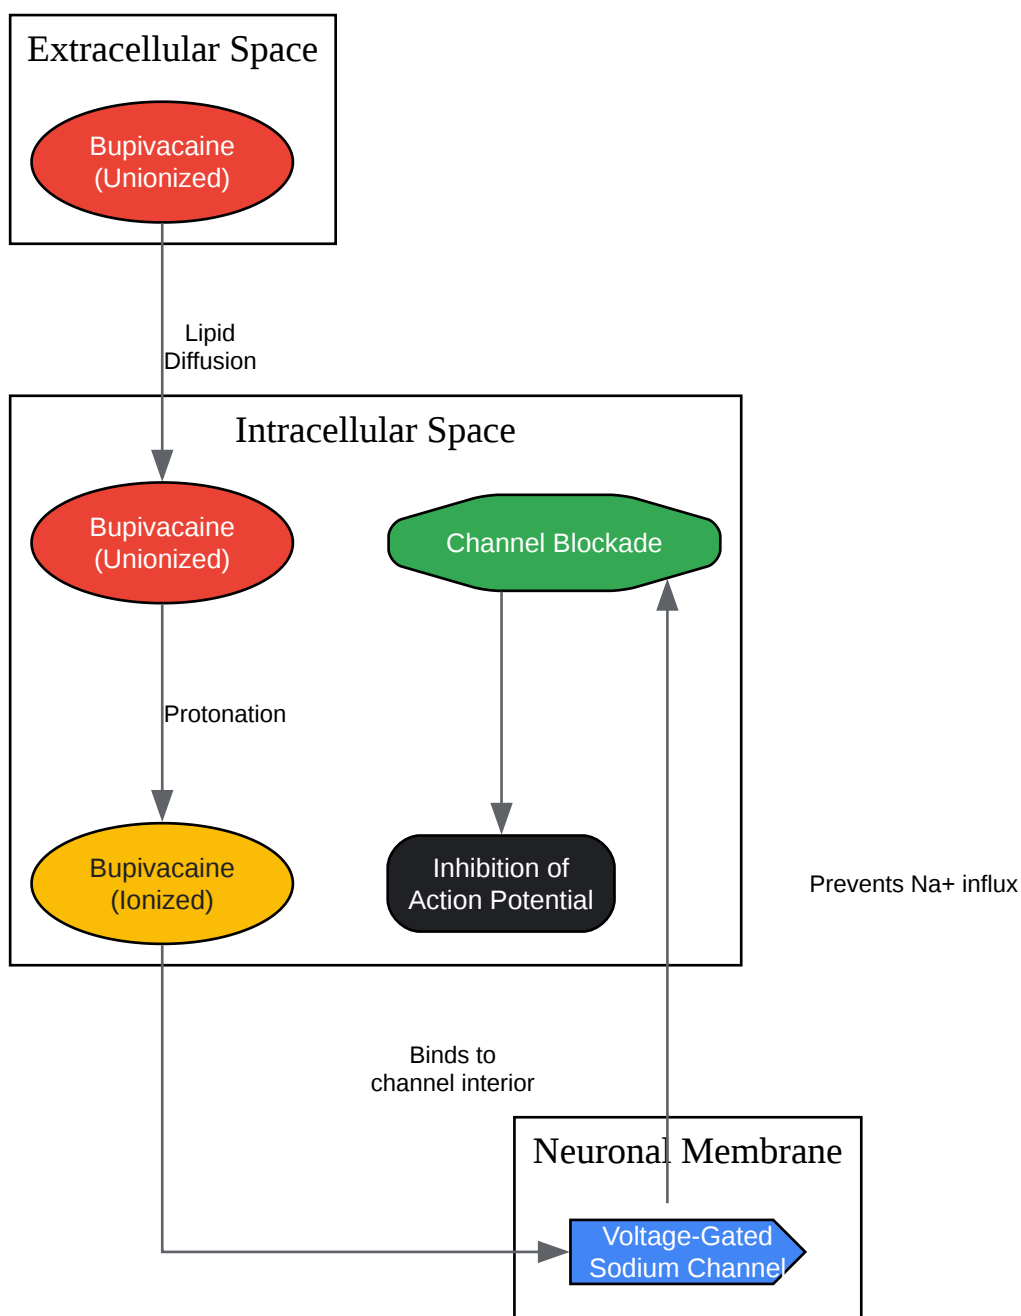 Extracellular Space
Bupivacaine
(Unionized)
Lipid
Diffusion
Intracellular Space
Bupivacaine
(Unionized)
Channel Blockade
Protonation
Bupivacaine
(Ionized)
Inhibition of
Action Potential
Prevents Na+ influx
Binds to
channel interior
Neuronal Membrane
Voltage-Gated
Sodium Channel